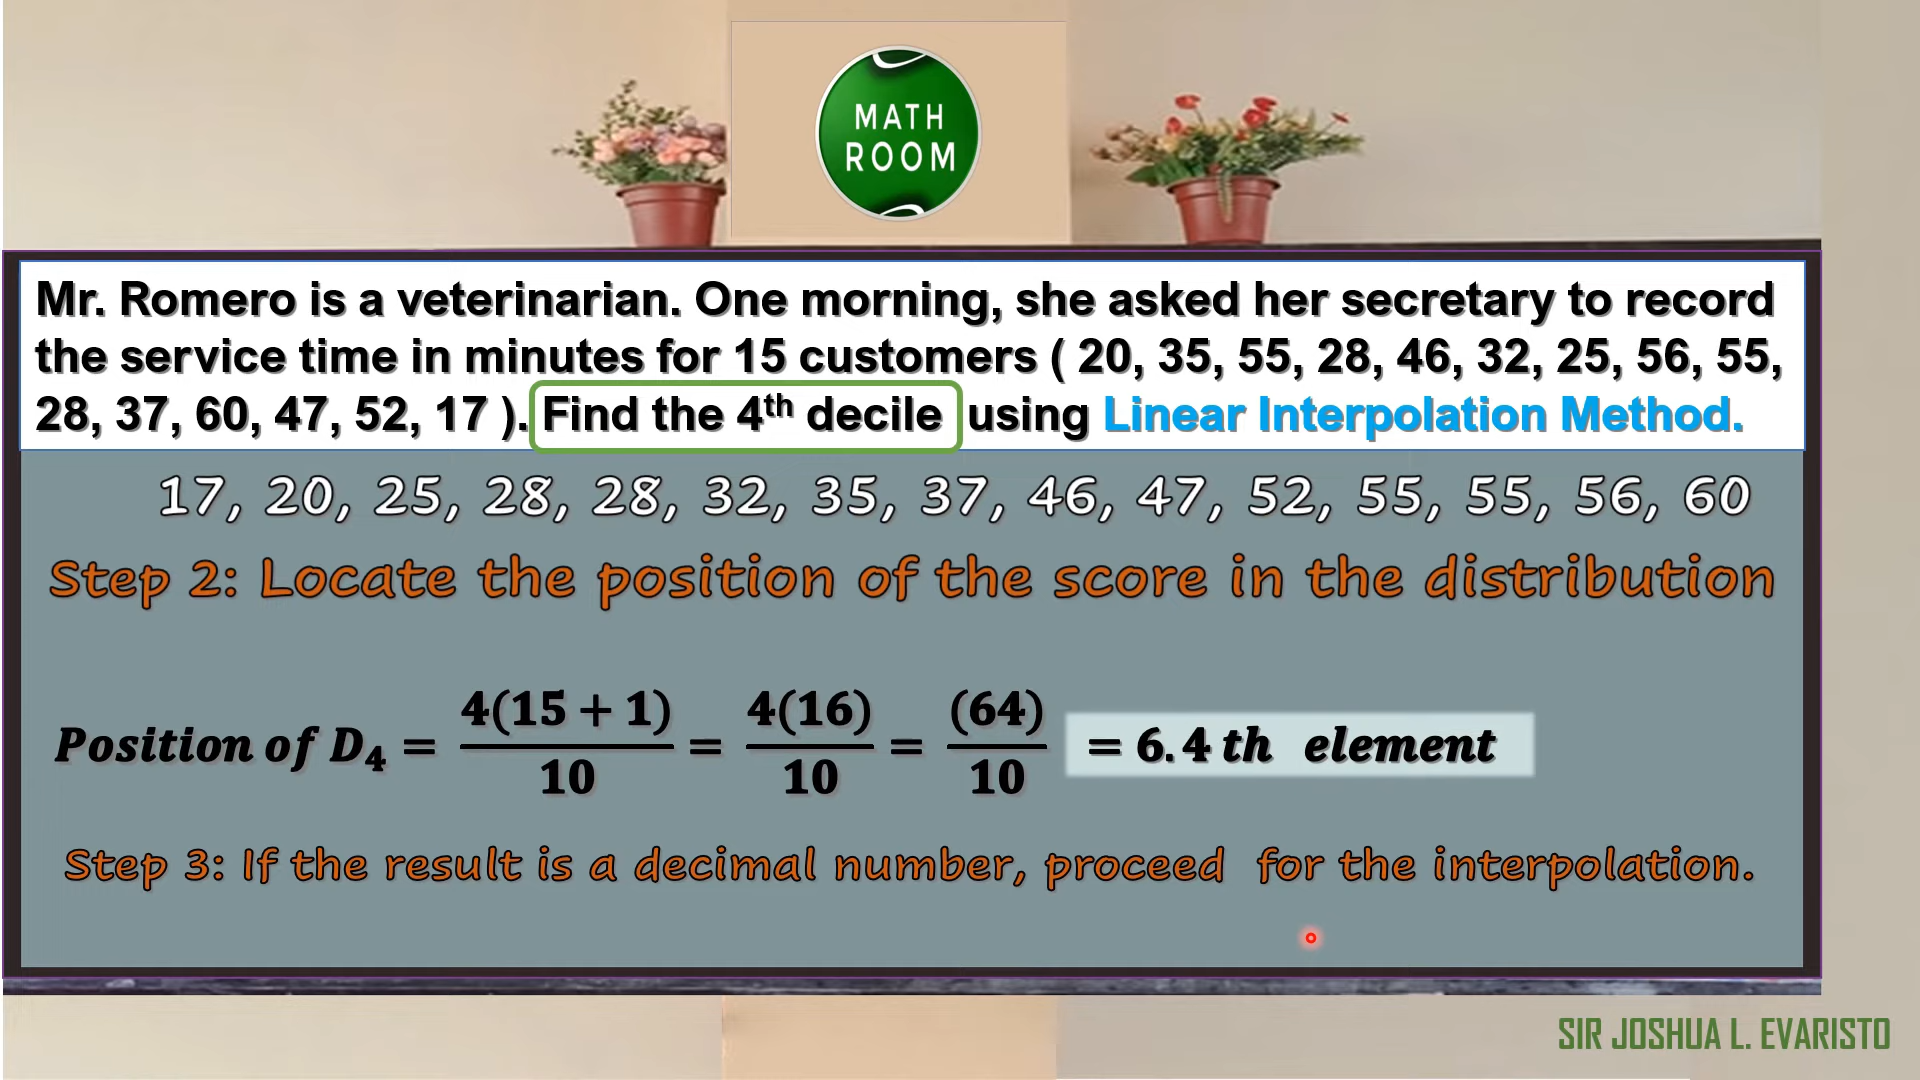 MATH
ROOM
Mr. Romero is a veterinarian. One morning, she asked her secretary to record
the service time in minutes for 15 customers ( 20, 35, 55, 28, 46, 32, 25, 56, 55,
28, 37, 60, 47, 52, 17 ). Find the 4th decile using Linear Interpolation Method.
17, 20, 25, 28, 28, 32, 35, 37, 46, 47, 52, 55, 55, 56, 60
Step 2: Locate the position of the score in the distribution
Position of D₄ = 4(15 + 1)/10 = 4(16)/10 = (64)/10 = 6.4 th element
Step 3: If the result is a decimal number, proceed for the interpolation.
SIR JOSHUA L. EVARISTO